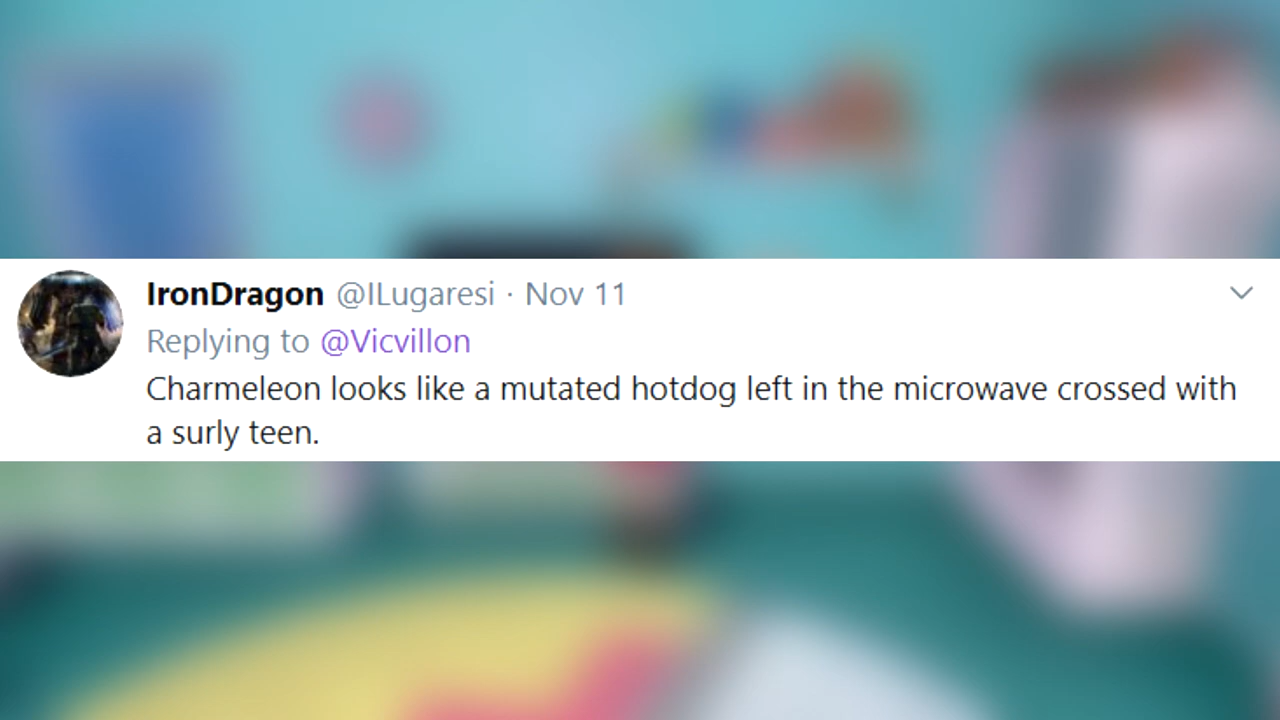 IronDragon @ILugaresi · Nov 11
Replying to @Vicvillon
Charmeleon looks like a mutated hotdog left in the microwave crossed with
a surly teen.